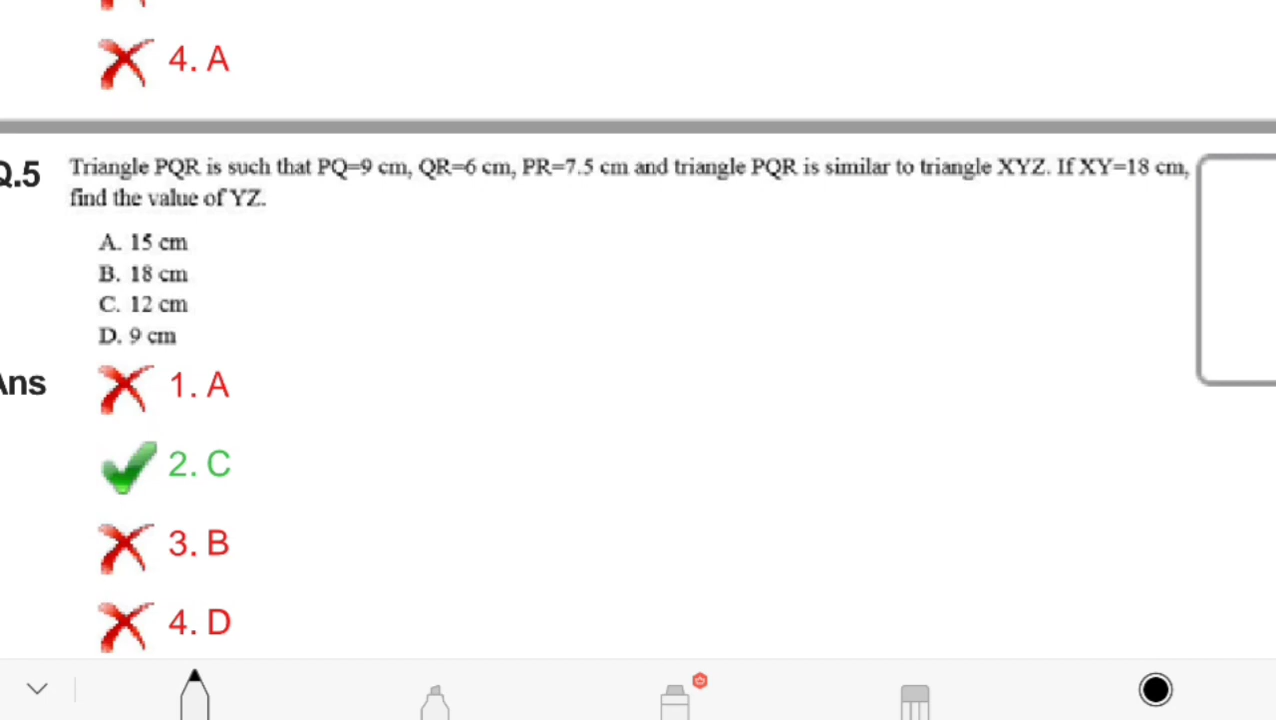 4. A
Q.5 Triangle PQR is such that PQ=9 cm, QR=6 cm, PR=7.5 cm and triangle PQR is similar to triangle XYZ. If XY=18 cm,
find the value of YZ.
A. 15 cm
B. 18 cm
C. 12 cm
D. 9 cm
Ans 1. A
2. C
3. B
4. D